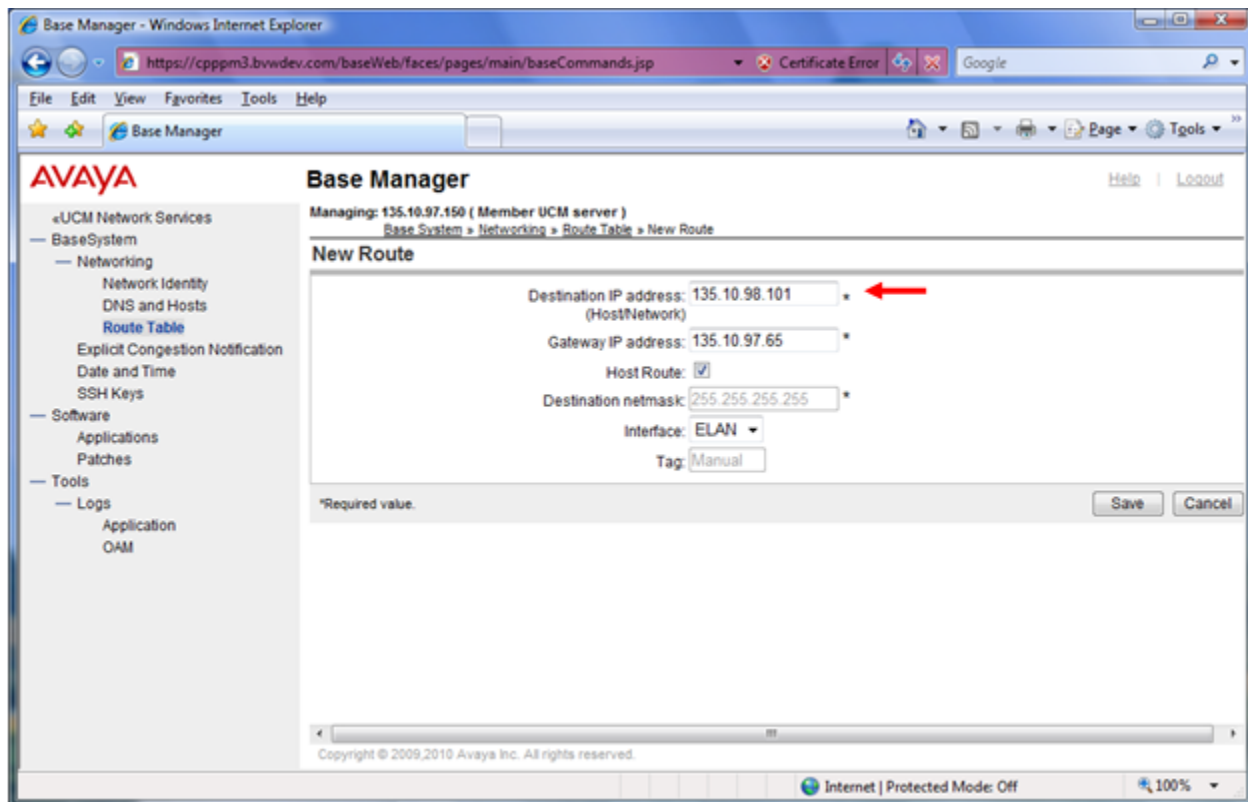 Base Manager - Windows Internet Explorer
https://cpppm3.bvwdev.com/baseWeb/faces/pages/main/baseCommands.jsp
Certificate Error
Google
File Edit View Favorites Tools Help
Base Manager
Page Tools »
AVAYA
Base Manager
Help | Logout
«UCM Network Services
— BaseSystem
— Networking
Network Identity
DNS and Hosts
Route Table
Explicit Congestion Notification
Date and Time
SSH Keys
— Software
Applications
Patches
— Tools
— Logs
Application
OAM
Managing: 135.10.97.150 ( Member UCM server )
Base System » Networking » Route Table » New Route
New Route
Destination IP address: 135.10.98.101 *
(Host/Network)
Gateway IP address: 135.10.97.65 *
Host Route:
Destination netmask: 255.255.255.255 *
Interface: ELAN
Tag: Manual
*Required value.
Save Cancel
Copyright © 2009,2010 Avaya Inc. All rights reserved.
Internet | Protected Mode: Off
100%